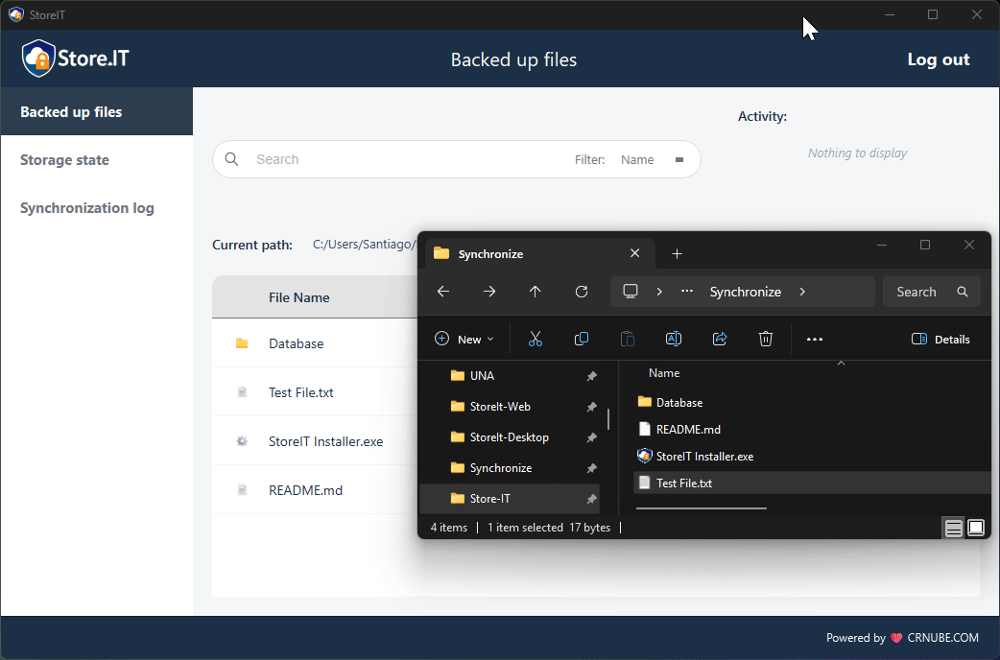 StoreIT
Store.IT
Backed up files
Log out
Backed up files
Storage state
Synchronization log
Activity:
Nothing to display
Search
Filter: Name
Current path: C:/Users/Santiago/
File Name
Database
Test File.txt
StoreIT Installer.exe
README.md
Synchronize
Synchronize
Search
New
Details
UNA
StoreIt-Web
StoreIt-Desktop
Synchronize
Store-IT
Name
Database
README.md
StoreIT Installer.exe
Test File.txt
4 items
1 item selected 17 bytes
Powered by ❤ CRNUBE.COM